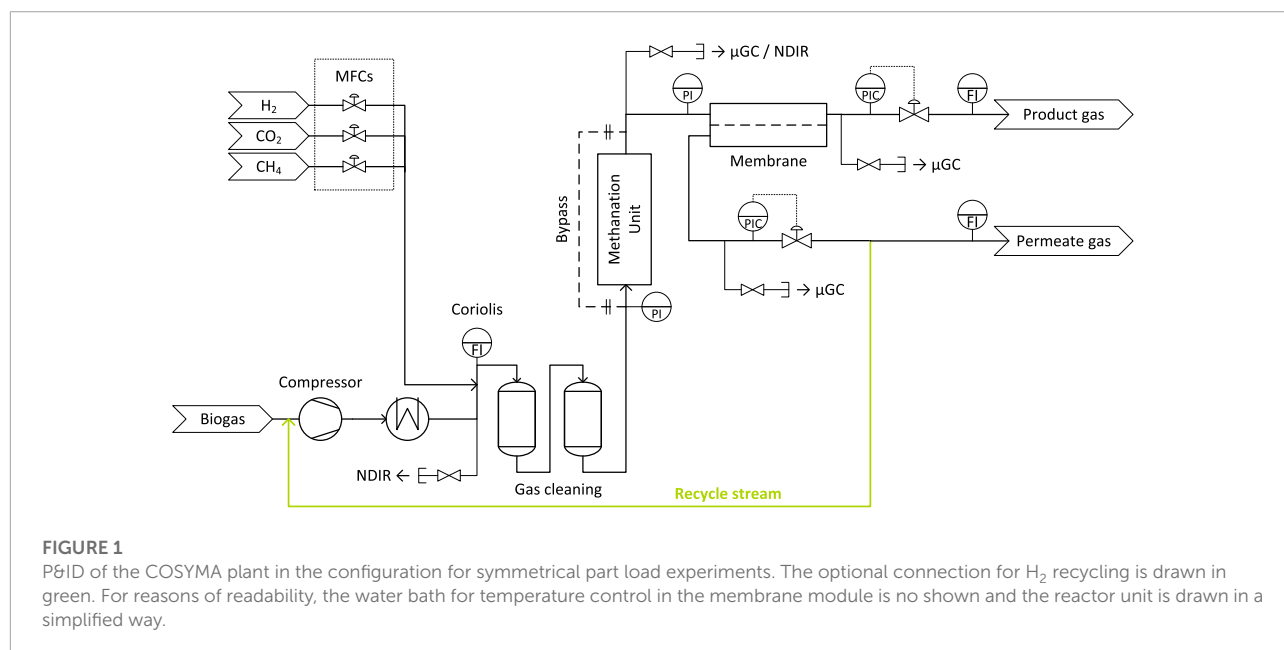 → μGC / NDIR
MFCs
H₂
CO₂
CH₄
PI
PIC
FI
Product gas
Membrane
→ μGC
Bypass
Methanation
Unit
PIC
FI
Permeate gas
→ μGC
PI
Coriolis
FI
Compressor
Biogas
NDIR ←
Gas cleaning
Recycle stream
FIGURE 1
P&ID of the COSYMA plant in the configuration for symmetrical part load experiments. The optional connection for H₂ recycling is drawn in
green. For reasons of readability, the water bath for temperature control in the membrane module is no shown and the reactor unit is drawn in a
simplified way.